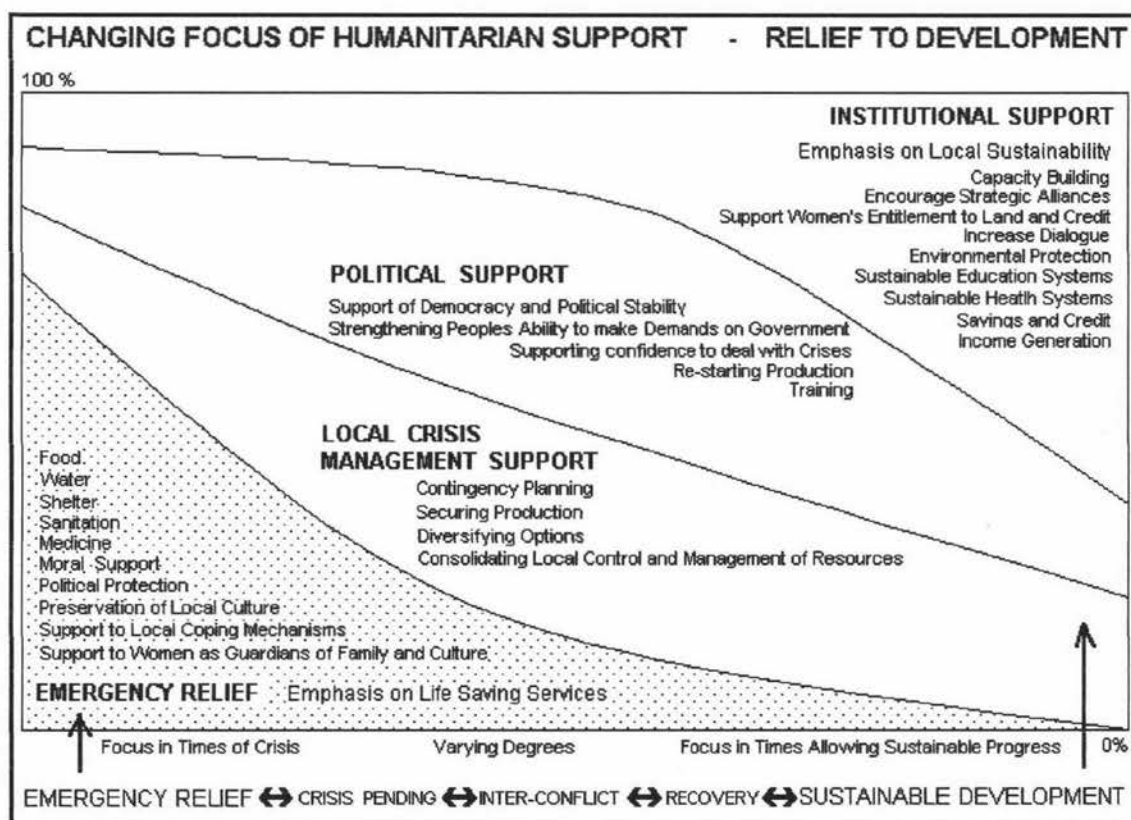 CHANGING FOCUS OF HUMANITARIAN SUPPORT - RELIEF TO DEVELOPMENT
100 %
INSTITUTIONAL SUPPORT
Emphasis on Local Sustainability
Capacity Building
Encourage Strategic Alliances
Support Women's Entitlement to Land and Credit
Increase Dialogue
Environmental Protection
Sustainable Education Systems
Sustainable Health Systems
Savings and Credit
Income Generation
POLITICAL SUPPORT
Support of Democracy and Political Stability
Strengthening Peoples Ability to make Demands on Government
Supporting confidence to deal with Crises
Re-starting Production
Training
LOCAL CRISIS
MANAGEMENT SUPPORT
Contingency Planning
Securing Production
Diversifying Options
Consolidating Local Control and Management of Resources
Food
Water
Shelter
Sanitation
Medicine
Moral Support
Political Protection
Preservation of Local Culture
Support to Local Coping Mechanisms
Support to Women as Guardians of Family and Culture
EMERGENCY RELIEF Emphasis on Life Saving Services
Focus in Times of Crisis Varying Degrees Focus in Times Allowing Sustainable Progress 0%
EMERGENCY RELIEF ↔ CRISIS PENDING ↔ INTER-CONFLICT ↔ RECOVERY ↔ SUSTAINABLE DEVELOPMENT